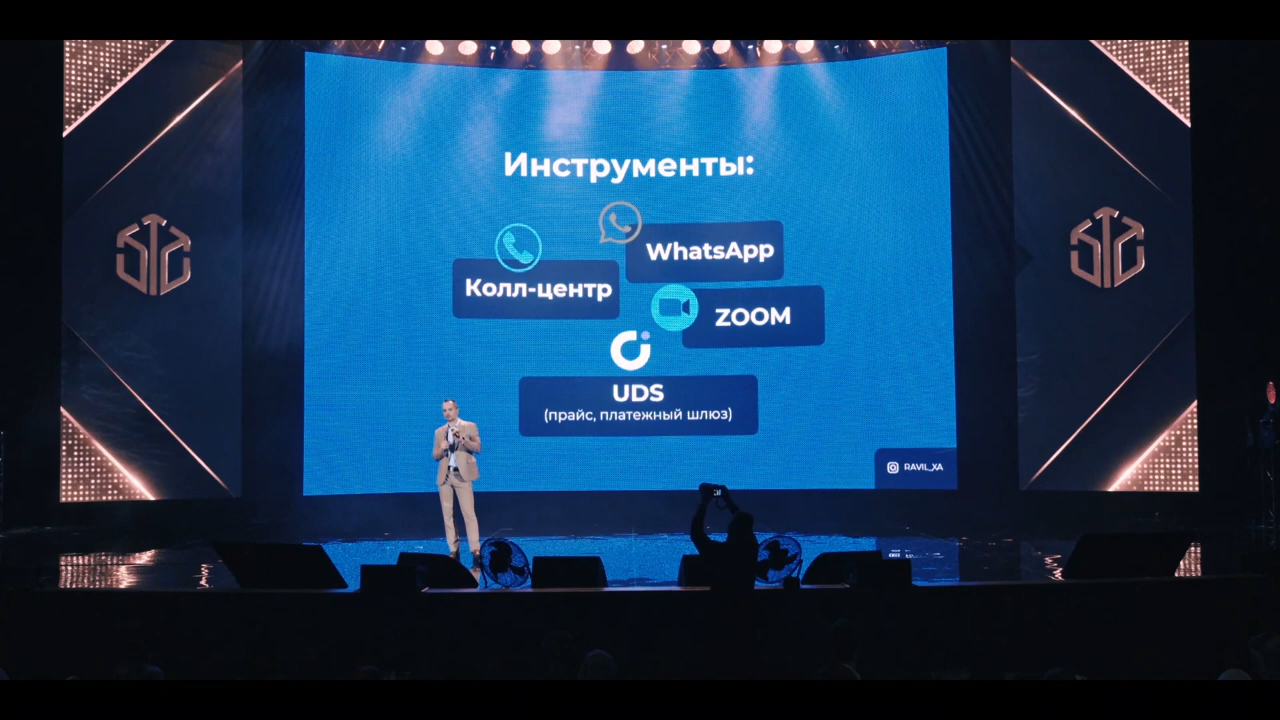 Инструменты:
WhatsApp
Колл-центр
ZOOM
UDS
(прайс, платежный шлюз)
RAVIL_XA